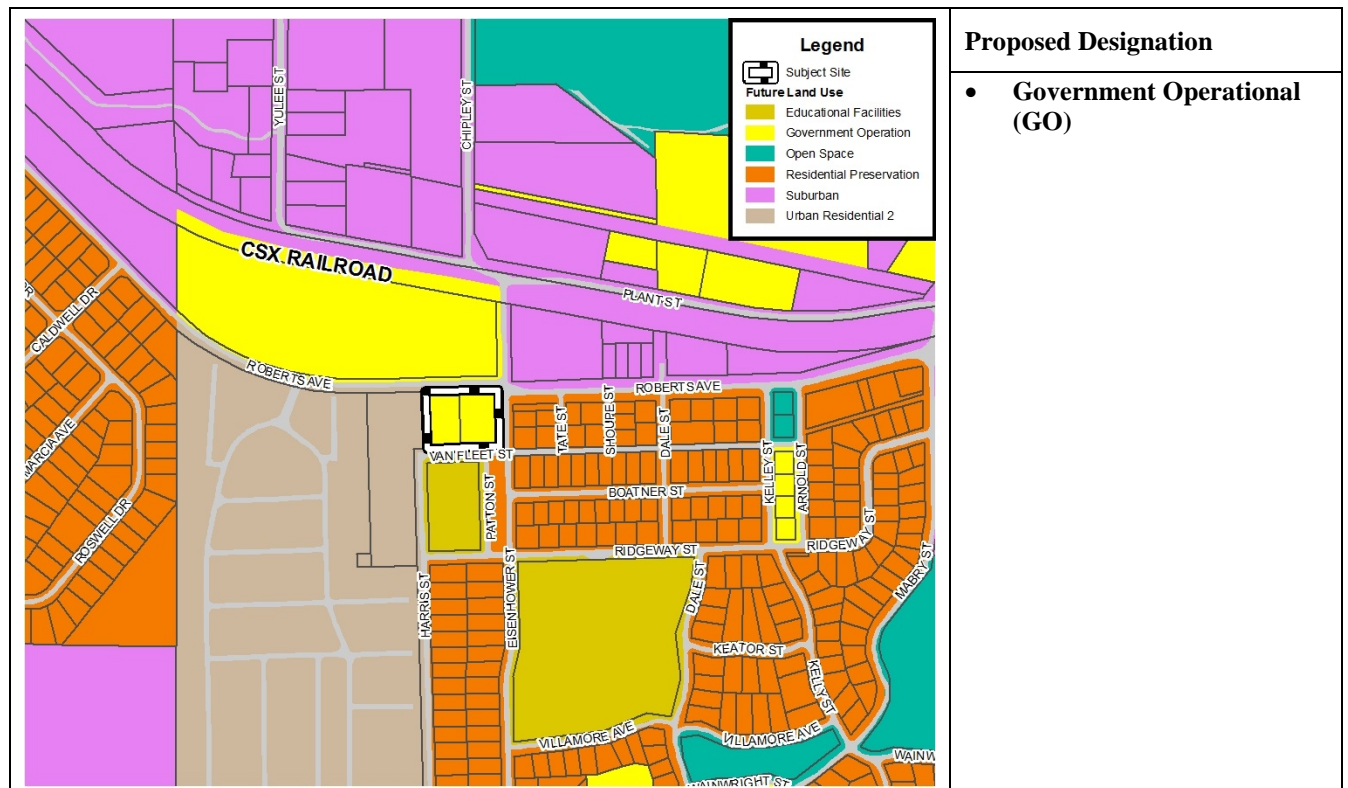 Legend
Subject Site
Future Land Use
Educational Facilities
Government Operation
Open Space
Residential Preservation
Suburban
Urban Residential 2
Proposed Designation
• Government Operational
(GO)
YULEE ST
CHIPLEY ST
CSX RAILROAD
PLANT ST
CALDWELL DR
ROBERTS AVE
ROBERTS AVE
MARCIA AVE
ROSWELL DR
TATE ST
SHOUPE ST
DALE ST
KELLEY ST
ARNOLD ST
VAN FLEET ST
PATTON ST
BOATNER ST
RIDGEWAY ST
RIDGEWAY ST
HARRIS ST
EISENHOWER ST
DALE ST
MABRY ST
KEATOR ST
KELLY ST
VILLAMORE AVE
VILLAMORE AVE
WAINW
WAINWRIGHT ST